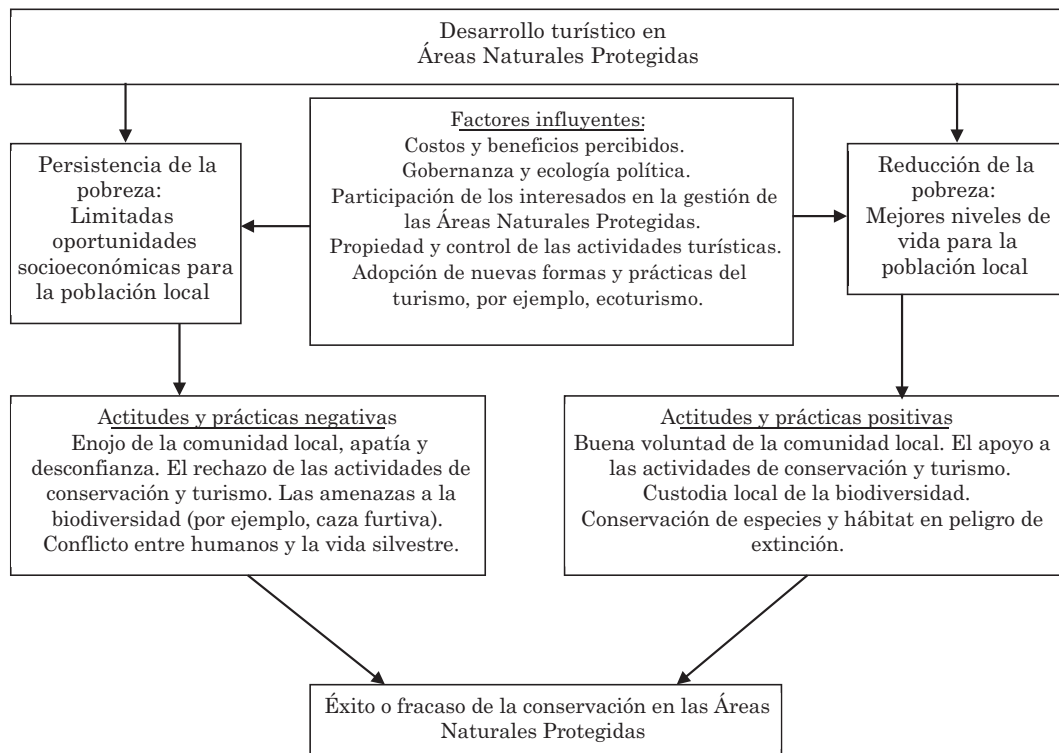 Desarrollo turístico en
Áreas Naturales Protegidas
Factores influyentes:
Costos y beneficios percibidos.
Gobernanza y ecología política.
Participación de los interesados en la gestión de
las Áreas Naturales Protegidas.
Propiedad y control de las actividades turísticas.
Adopción de nuevas formas y prácticas del
turismo, por ejemplo, ecoturismo.
Persistencia de la
pobreza:
Limitadas
oportunidades
socioeconómicas para
la población local
Reducción de la
pobreza:
Mejores niveles de
vida para la
población local
Actitudes y prácticas negativas
Enojo de la comunidad local, apatía y
desconfianza. El rechazo de las actividades de
conservación y turismo. Las amenazas a la
biodiversidad (por ejemplo, caza furtiva).
Conflicto entre humanos y la vida silvestre.
Actitudes y prácticas positivas
Buena voluntad de la comunidad local. El apoyo a
las actividades de conservación y turismo.
Custodia local de la biodiversidad.
Conservación de especies y hábitat en peligro de
extinción.
Éxito o fracaso de la conservación en las Áreas
Naturales Protegidas